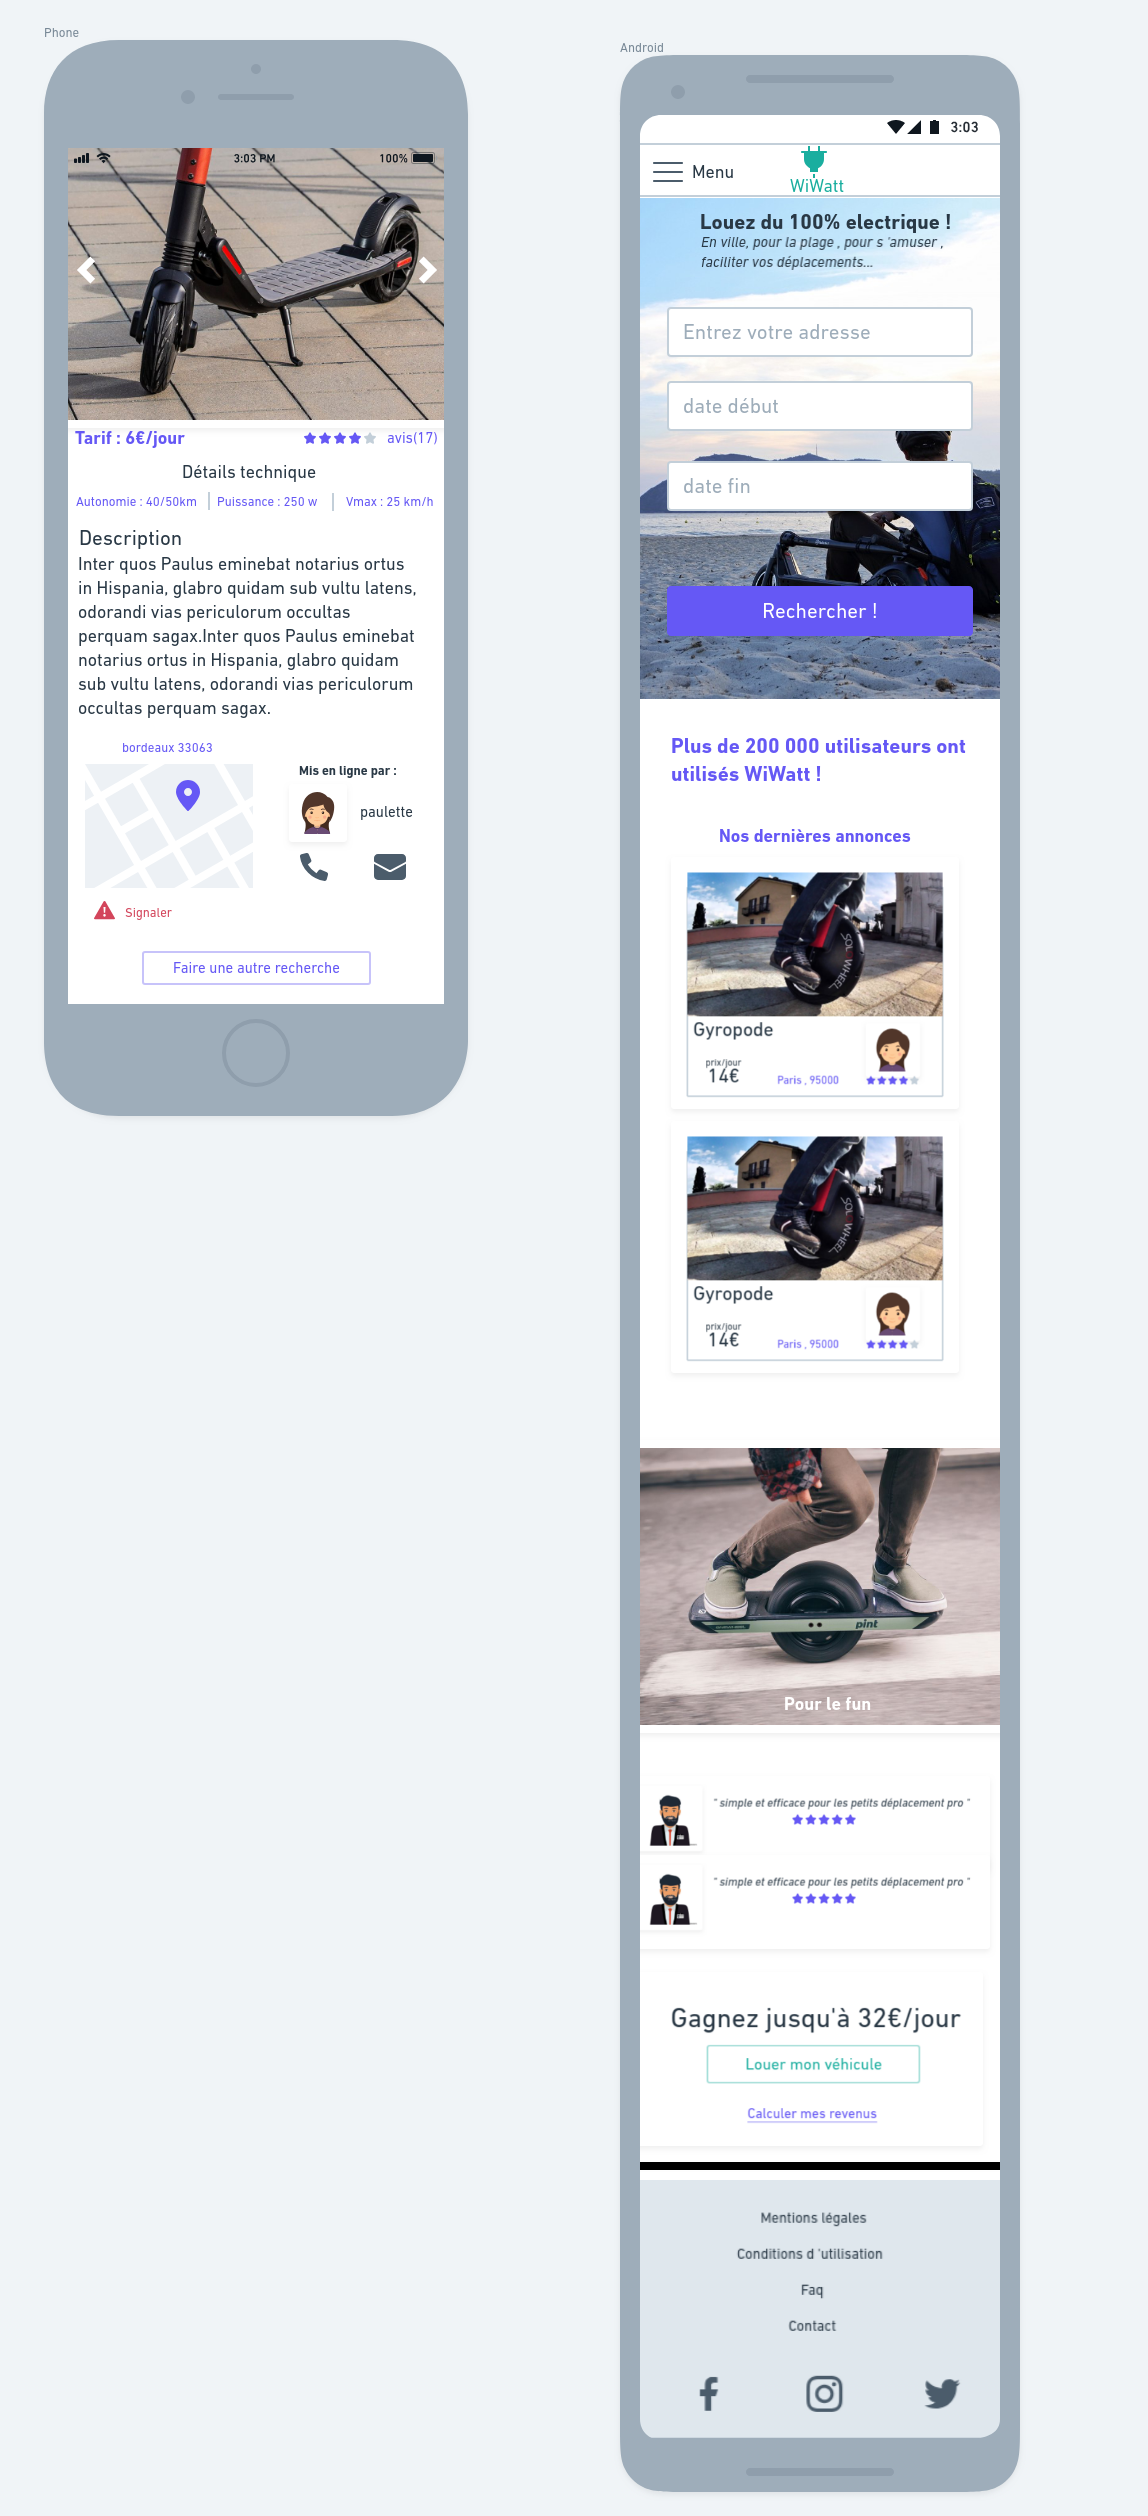 Phone
3:03 PM
100%
Tarif : 6€/jour
avis(17)
Détails technique
Autonomie : 40/50km
Puissance : 250 w
Vmax : 25 km/h
Description
Inter quos Paulus eminebat notarius ortus
in Hispania, glabro quidam sub vultu latens,
odorandi vias periculorum occultas
perquam sagax.Inter quos Paulus eminebat
notarius ortus in Hispania, glabro quidam
sub vultu latens, odorandi vias periculorum
occultas perquam sagax.
bordeaux 33063
Mis en ligne par :
paulette
Signaler
Faire une autre recherche
Android
3:03
Menu
WiWatt
Louez du 100% electrique !
En ville, pour la plage , pour s 'amuser ,
faciliter vos déplacements...
Entrez votre adresse
date début
date fin
Rechercher !
Plus de 200 000 utilisateurs ont
utilisés WiWatt !
Nos dernières annonces
SOL WHEEL
Gyropode
prix/jour
14€
Paris , 95000
SOL WHEEL
Gyropode
prix/jour
14€
Paris , 95000
pint
Pour le fun
" simple et efficace pour les petits déplacement pro "
" simple et efficace pour les petits déplacement pro "
Gagnez jusqu'à 32€/jour
Louer mon véhicule
Calculer mes revenus
Mentions légales
Conditions d 'utilisation
Faq
Contact